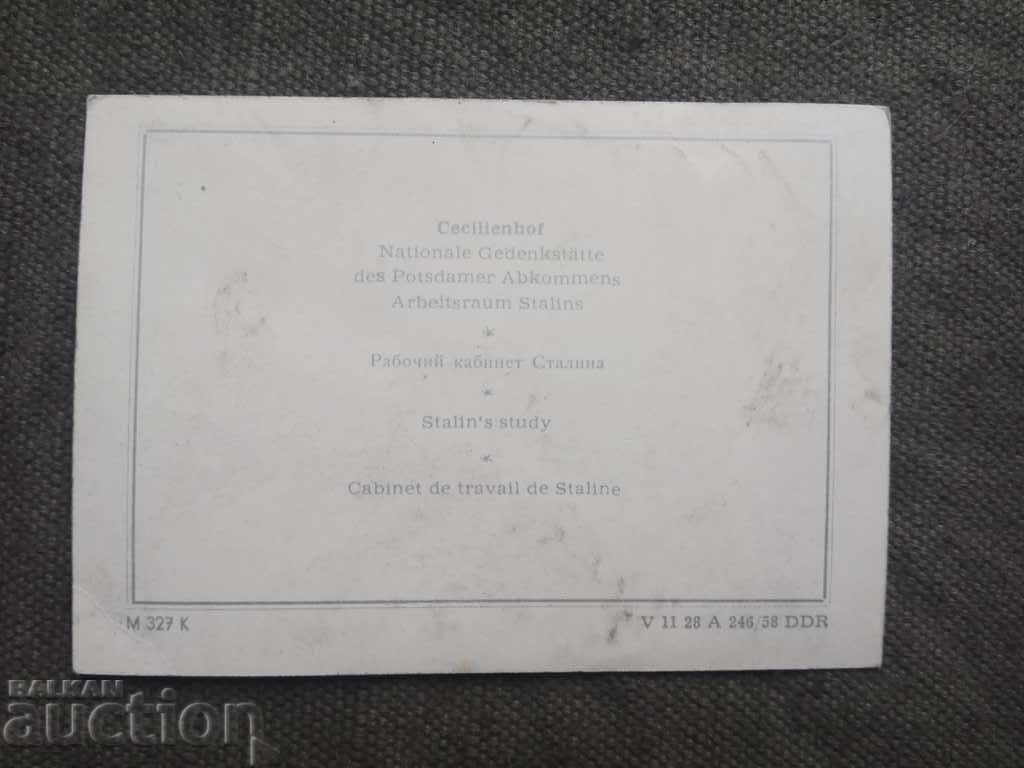 Cecilienhof
Nationale Gedenkstätte
des Potsdamer Abkommens
Arbeitsraum Stalins
*
Рабочий кабинет Сталина
*
Stalin's study
*
Cabinet de travail de Staline
M 327 K
V 11 28 A 246/58 DDR
BALKAN
auction